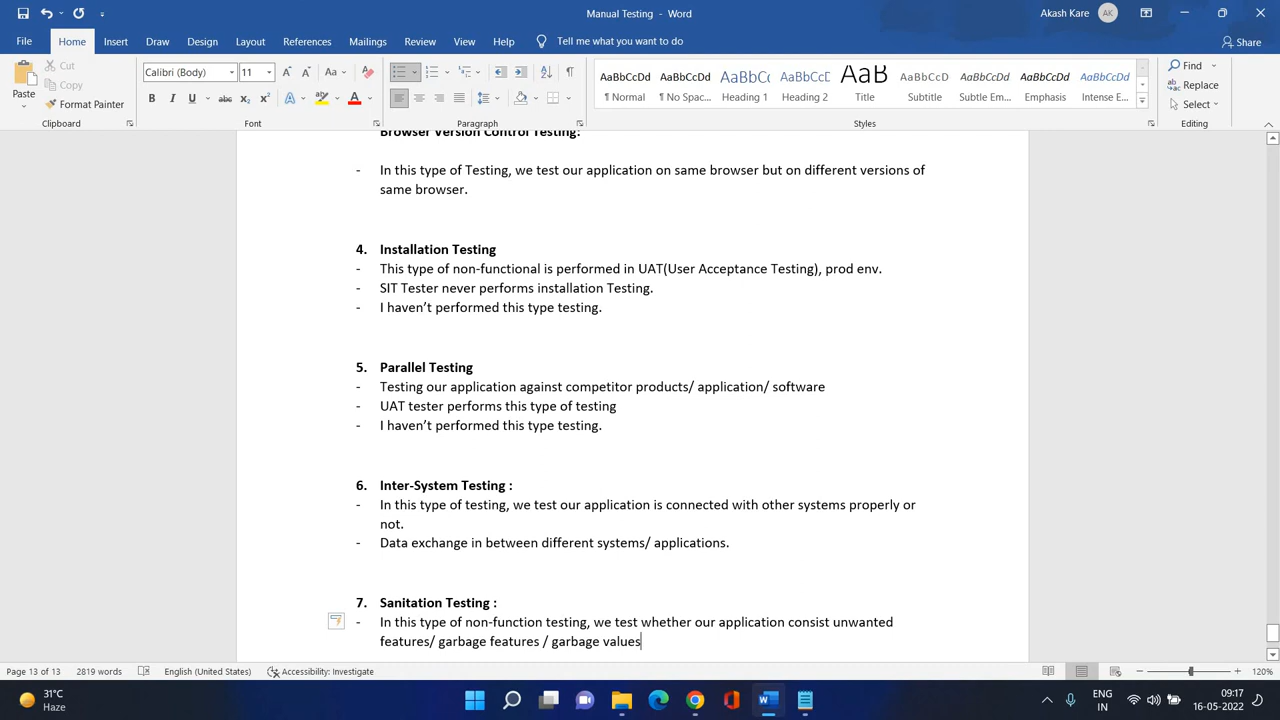 Manual Testing - Word
Akash Kare AK
File Home Insert Draw Design Layout References Mailings Review View Help Tell me what you want to do Share
Paste Cut Copy Format Painter
Calibri (Body) 11
AaBbCcDd AaBbCcDd AaBbCc AaBbCcD AaB AaBbCcD AaBbCcDd AaBbCcDd AaBbCcDd
¶ Normal ¶ No Spac... Heading 1 Heading 2 Title Subtitle Subtle Em... Emphasis Intense E...
Find Replace Select
Clipboard Font Paragraph Styles Editing
Browser Version Control Testing:
- In this type of Testing, we test our application on same browser but on different versions of
same browser.
4. Installation Testing
- This type of non-functional is performed in UAT(User Acceptance Testing), prod env.
- SIT Tester never performs installation Testing.
- I haven't performed this type testing.
5. Parallel Testing
- Testing our application against competitor products/ application/ software
- UAT tester performs this type of testing
- I haven't performed this type testing.
6. Inter-System Testing :
- In this type of testing, we test our application is connected with other systems properly or
not.
- Data exchange in between different systems/ applications.
7. Sanitation Testing :
- In this type of non-function testing, we test whether our application consist unwanted
features/ garbage features / garbage values
Page 13 of 13 2819 words English (United States) Accessibility: Investigate 120%
31°C
Haze
ENG
IN
09:17
16-05-2022